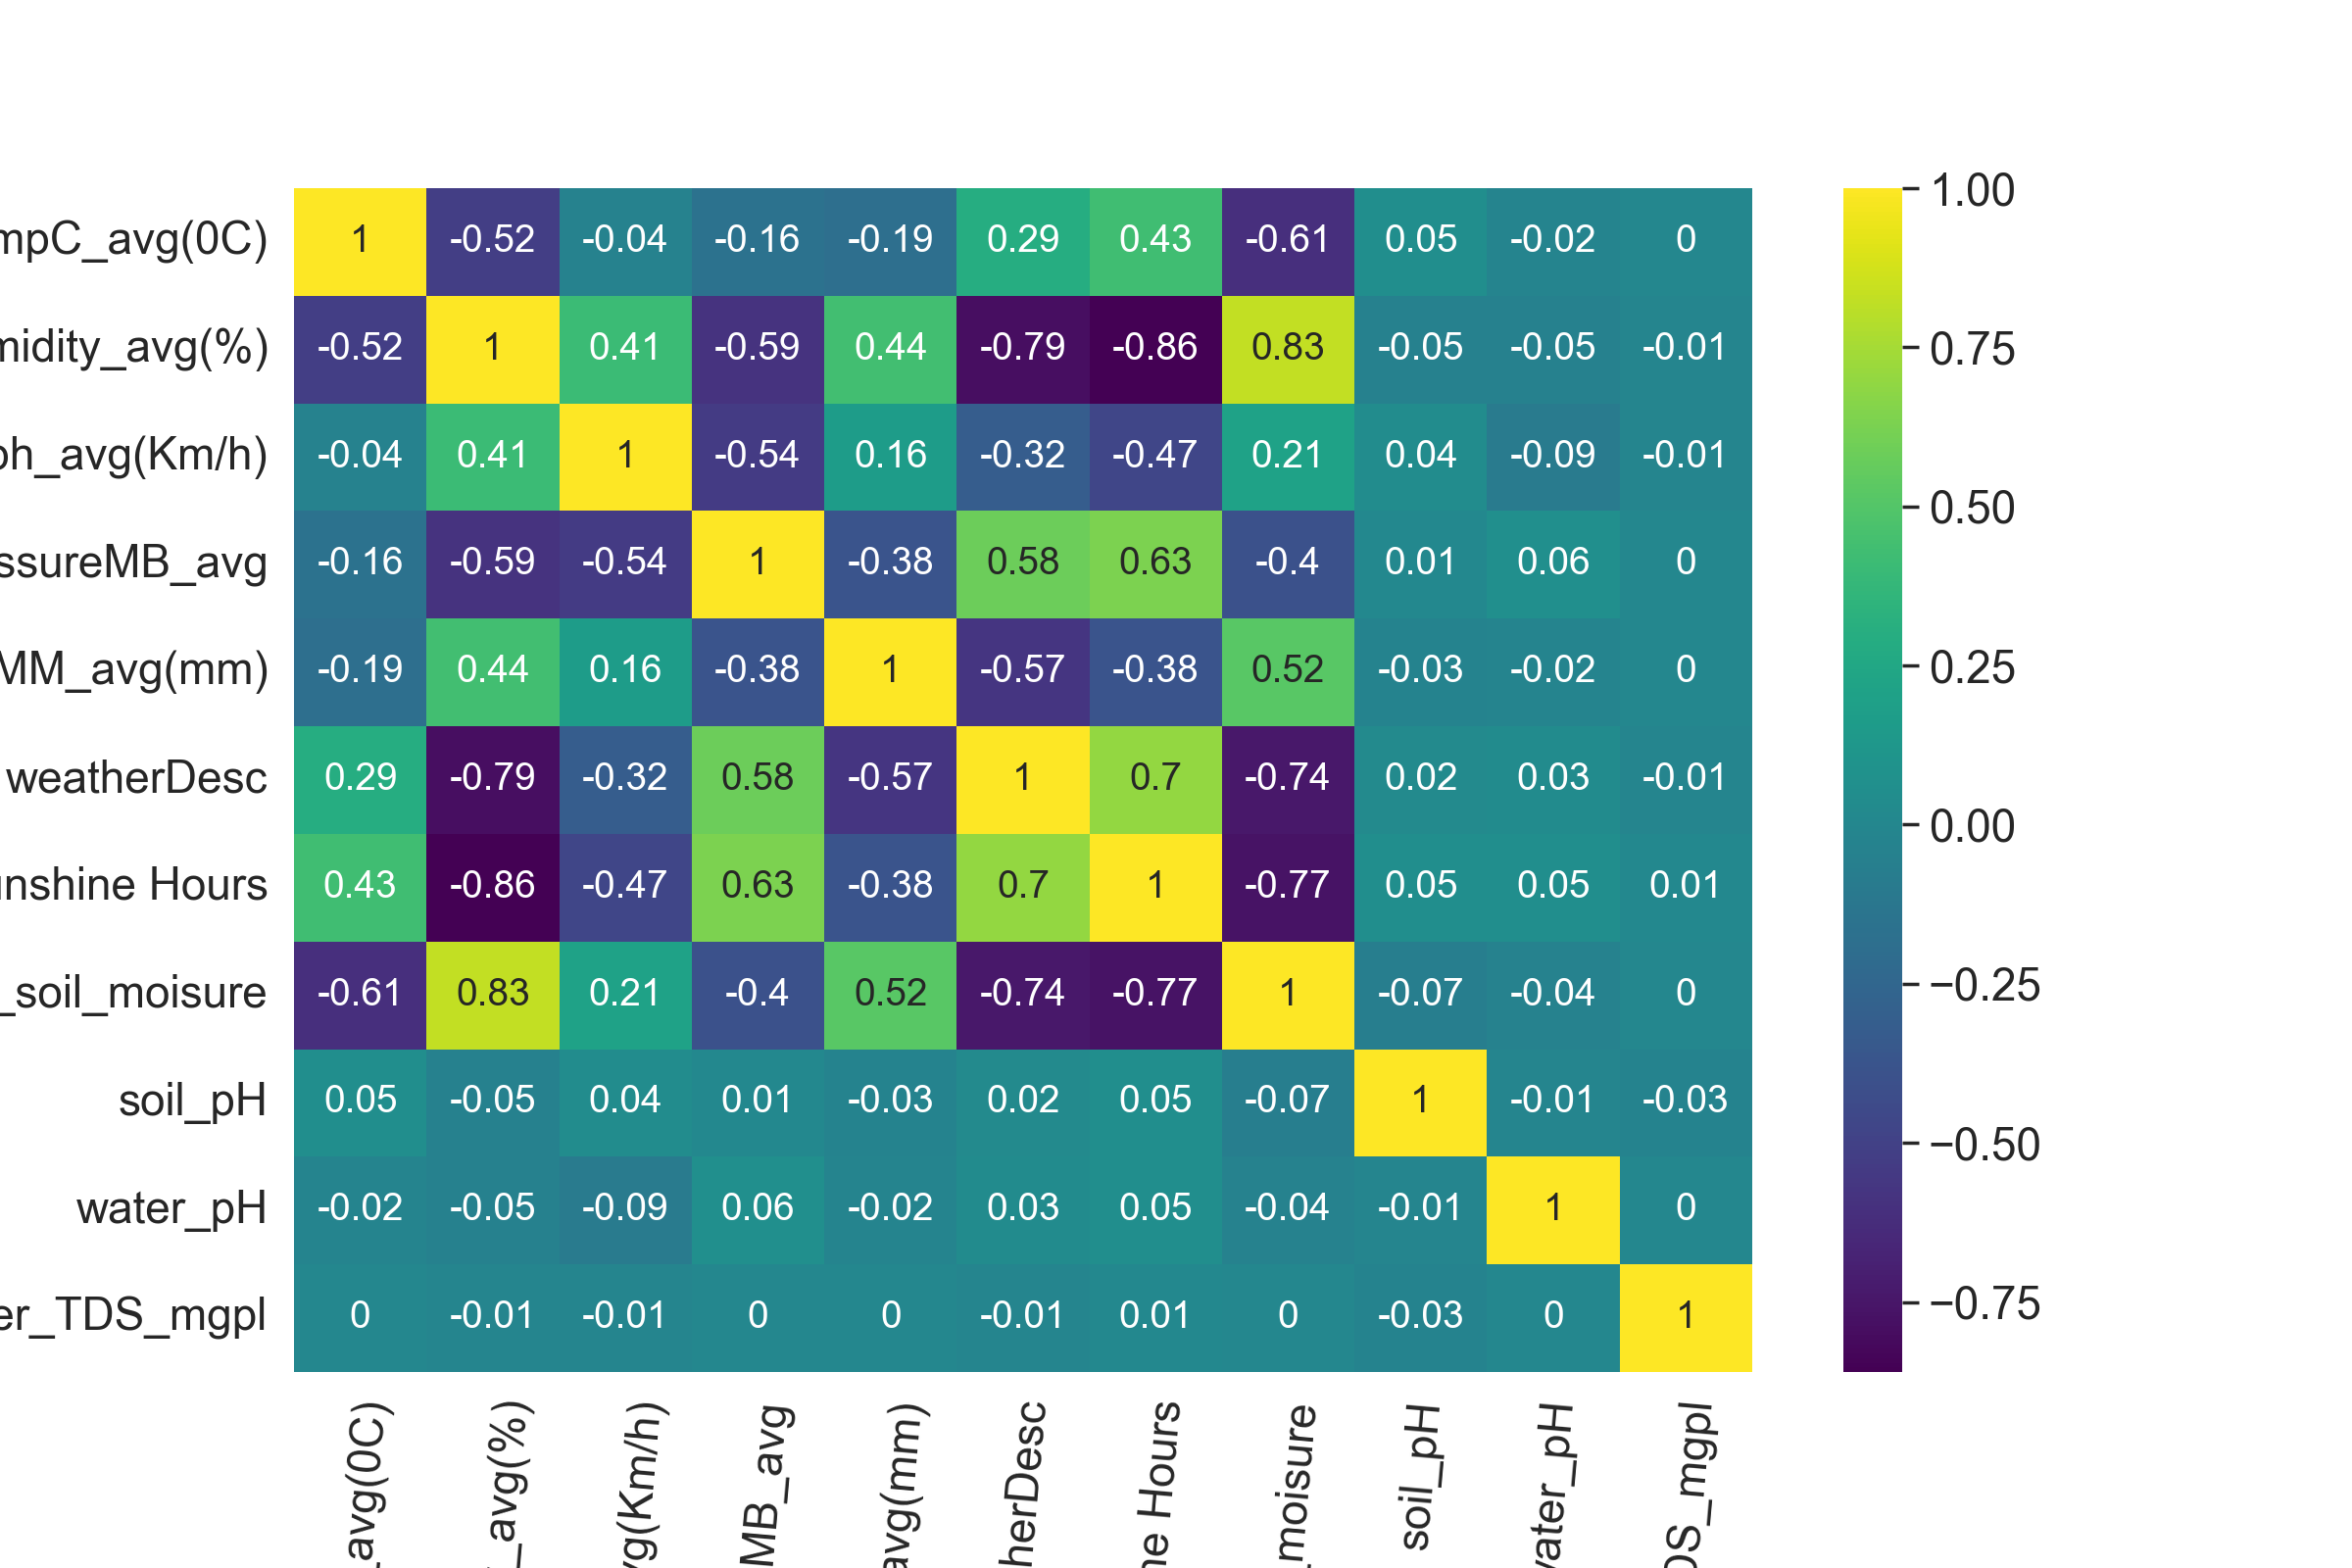 mpC_avg(0C) 1 -0.52 -0.04 -0.16 -0.19 0.29 0.43 -0.61 0.05 -0.02 0
midity_avg(%) -0.52 1 0.41 -0.59 0.44 -0.79 -0.86 0.83 -0.05 -0.05 -0.01
ph_avg(Km/h) -0.04 0.41 1 -0.54 0.16 -0.32 -0.47 0.21 0.04 -0.09 -0.01
ssureMB_avg -0.16 -0.59 -0.54 1 -0.38 0.58 0.63 -0.4 0.01 0.06 0
MM_avg(mm) -0.19 0.44 0.16 -0.38 1 -0.57 -0.38 0.52 -0.03 -0.02 0
weatherDesc 0.29 -0.79 -0.32 0.58 -0.57 1 0.7 -0.74 0.02 0.03 -0.01
unshine Hours 0.43 -0.86 -0.47 0.63 -0.38 0.7 1 -0.77 0.05 0.05 0.01
_soil_moisure -0.61 0.83 0.21 -0.4 0.52 -0.74 -0.77 1 -0.07 -0.04 0
soil_pH 0.05 -0.05 0.04 0.01 -0.03 0.02 0.05 -0.07 1 -0.01 -0.03
water_pH -0.02 -0.05 -0.09 0.06 -0.02 0.03 0.05 -0.04 -0.01 1 0
er_TDS_mgpl 0 -0.01 -0.01 0 0 -0.01 0.01 0 -0.03 0 1
_avg(0C)
_avg(%)
vg(Km/h)
MB_avg
avg(mm)
herDesc
ne Hours
_moisure
soil_pH
water_pH
DS_mgpl
1.00
0.75
0.50
0.25
0.00
−0.25
−0.50
−0.75